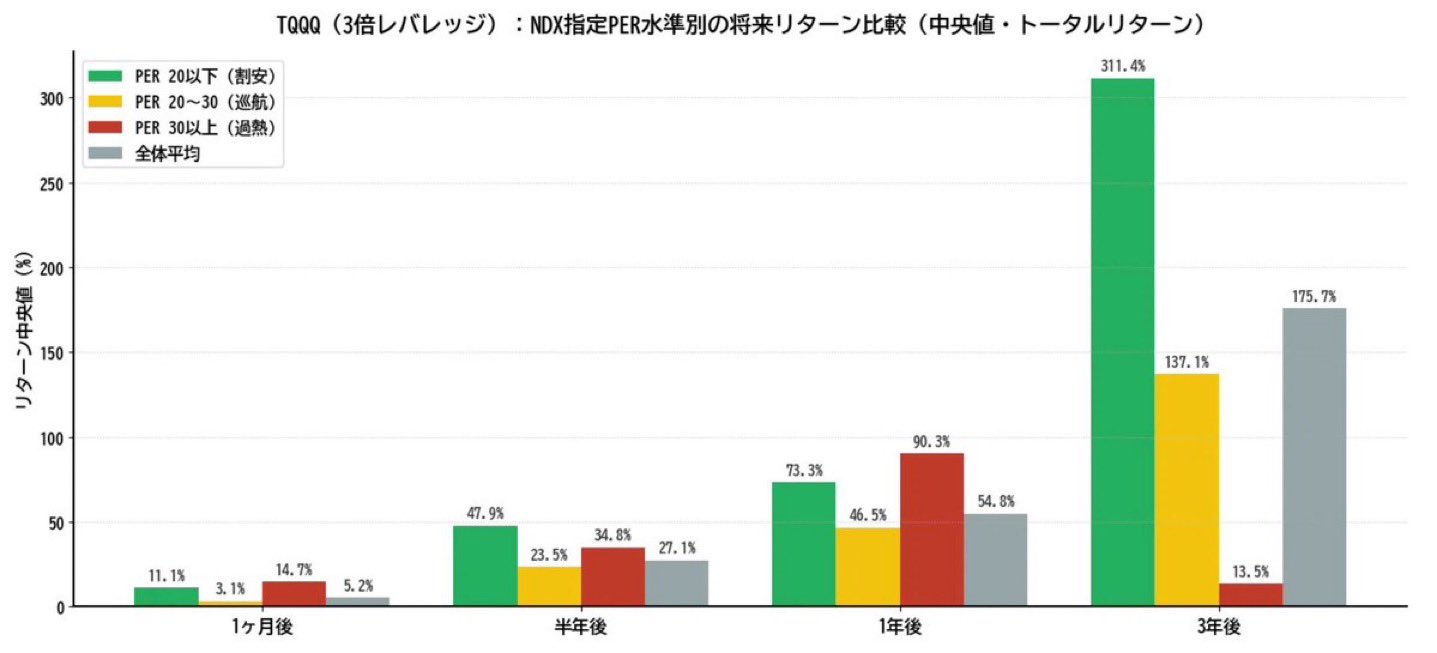 TQQQ（3倍レバレッジ）：NDX指定PER水準別の将来リターン比較（中央値・トータルリターン）
PER 20以下（割安）
PER 20～30（巡航）
PER 30以上（過熱）
全体平均
リターン中央値（%）
300
250
200
150
100
50
0
11.1%
3.1%
14.7%
5.2%
47.9%
23.5%
34.8%
27.1%
73.3%
46.5%
90.3%
54.8%
311.4%
137.1%
13.5%
175.7%
1ヶ月後
半年後
1年後
3年後